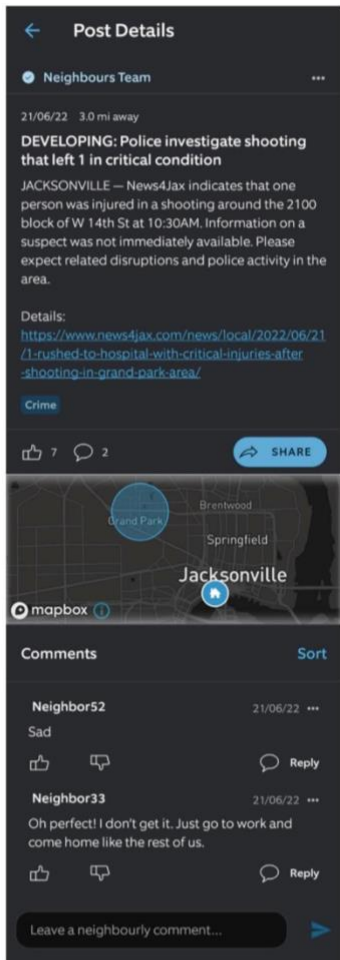 Post Details
Neighbours Team
21/06/22 3.0 mi away
DEVELOPING: Police investigate shooting
that left 1 in critical condition
JACKSONVILLE — News4Jax indicates that one
person was injured in a shooting around the 2100
block of W 14th St at 10:30AM. Information on a
suspect was not immediately available. Please
expect related disruptions and police activity in the
area.
Details:
https://www.news4jax.com/news/local/2022/06/21
/1-rushed-to-hospital-with-critical-injuries-after
-shooting-in-grand-park-area/
Crime
7 2 SHARE
Brentwood
Grand Park
Springfield
Jacksonville
mapbox
Comments Sort
Neighbor52 21/06/22
Sad
Reply
Neighbor33 21/06/22
Oh perfect! I don't get it. Just go to work and
come home like the rest of us.
Reply
Leave a neighbourly comment...